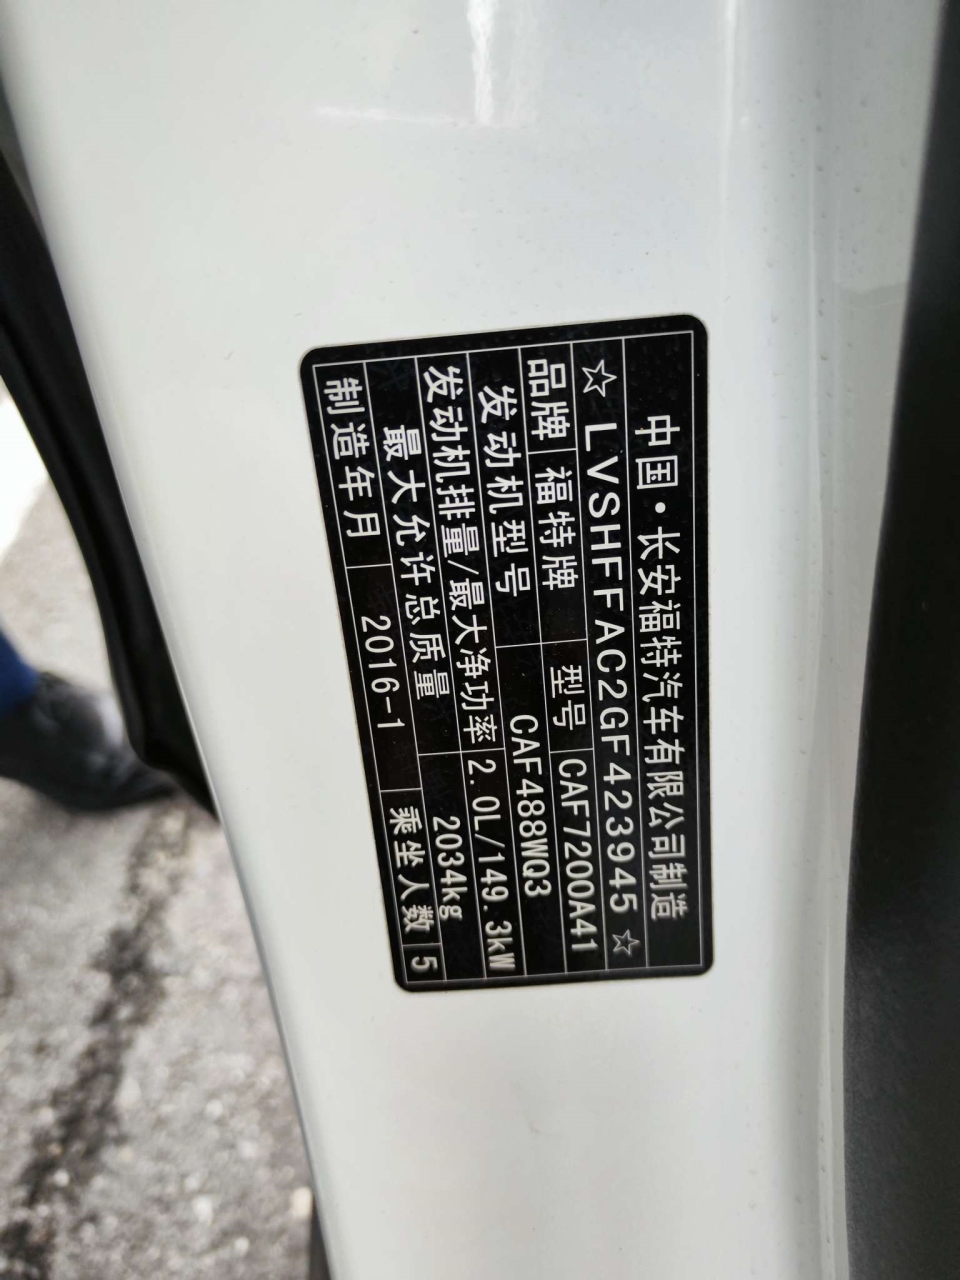 中国·长安福特汽车有限公司制造
☆ LVSHFFAC2GF423945 ☆
品牌 福特牌 型号 CAF7200A41
发动机型号 CAF488WQ3
发动机排量/最大净功率 2.0L/149.3kW
最大允许总质量 2034kg
制造年月 2016-1 乘坐人数 5